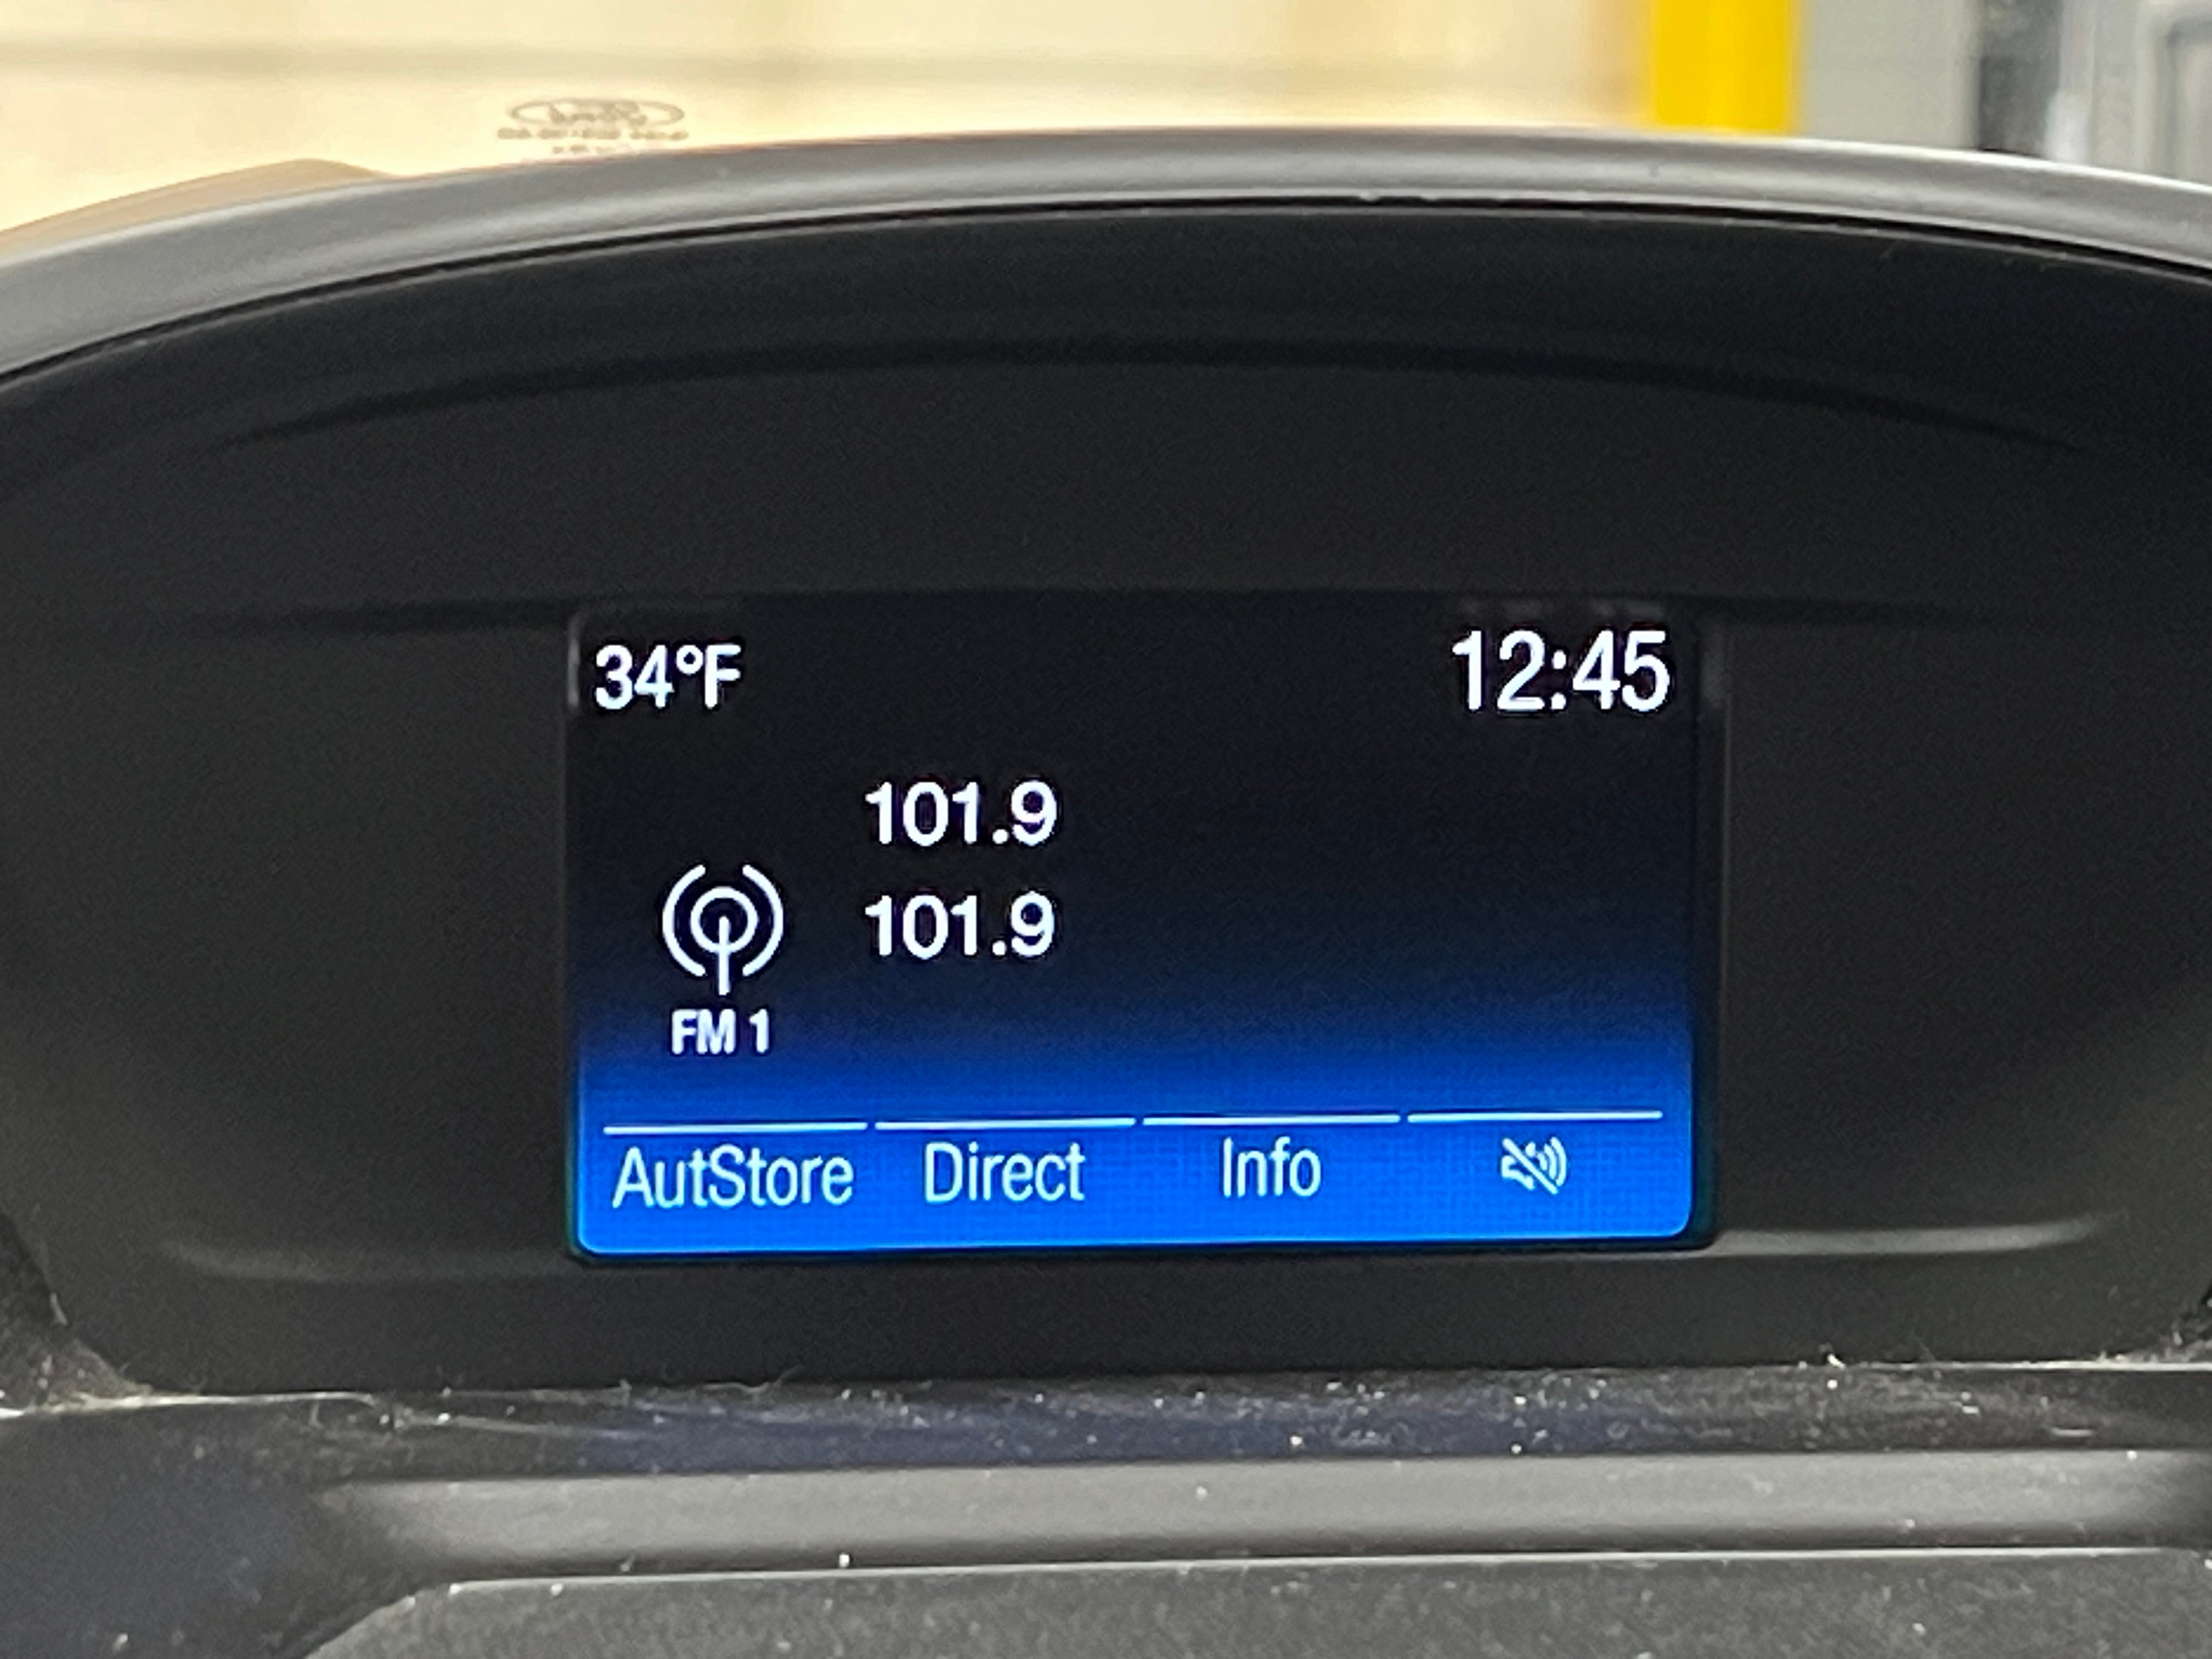 34°F 12:45
101.9
101.9
FM 1
AutStore Direct Info